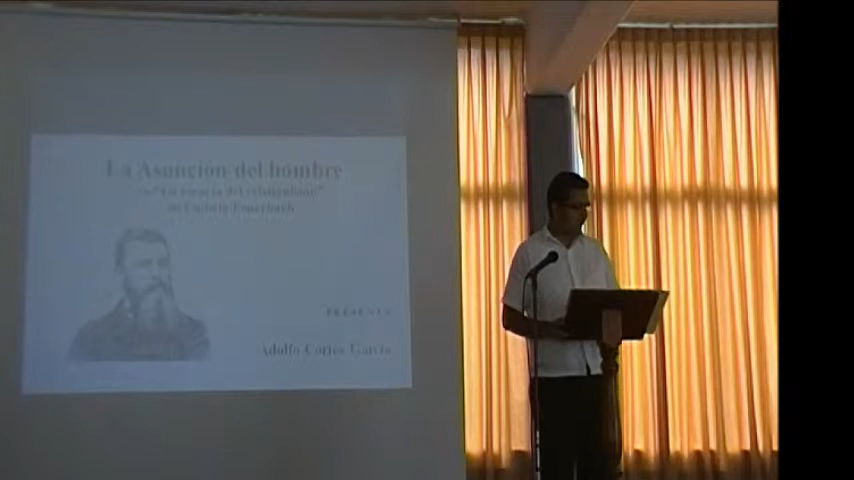 La Asunción del hombre
en "La esencia del cristianismo"
de Ludwig Feuerbach
PRESENTA
Adolfo Cortés García